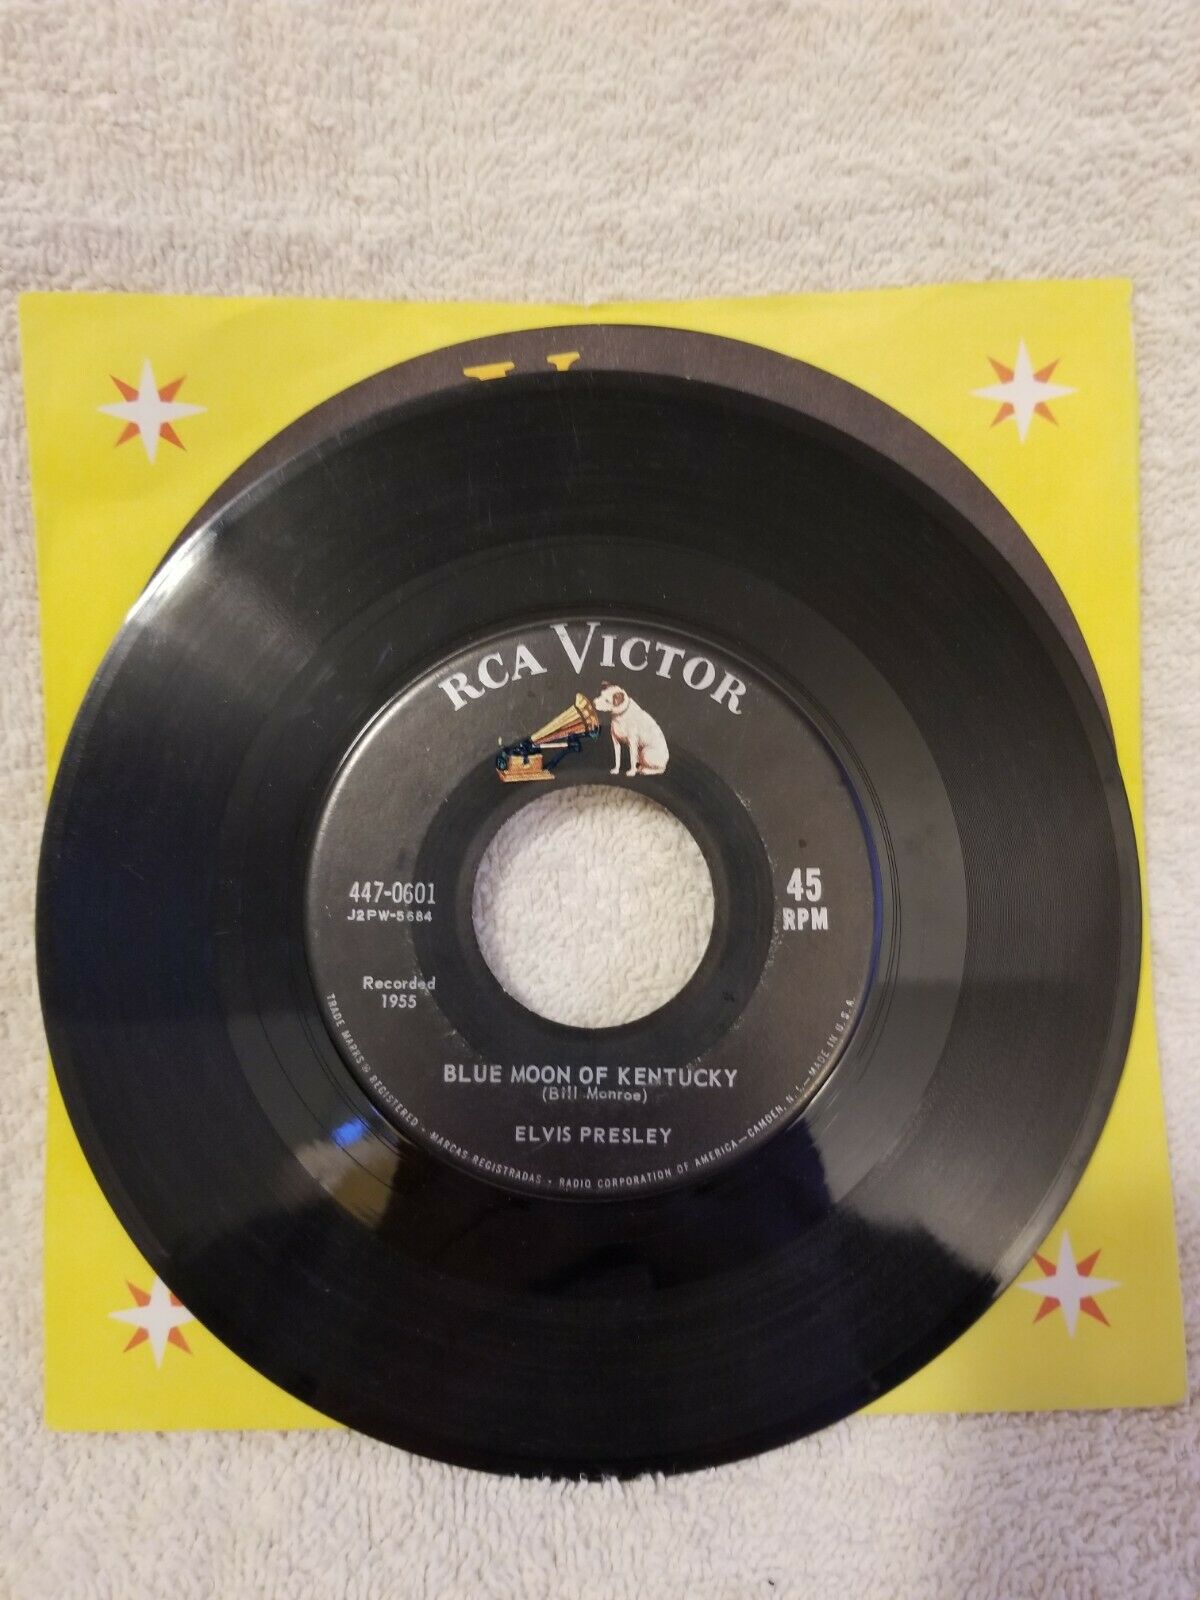 RCA VICTOR
447-0601
J2PW-5684
45
RPM
Recorded
1955
BLUE MOON OF KENTUCKY
(Bill Monroe)
ELVIS PRESLEY
TRADE MARKS ® REGISTERED • MARCAS REGISTRADAS • RADIO CORPORATION OF AMERICA—CAMDEN, N.J.—MADE IN U.S.A.